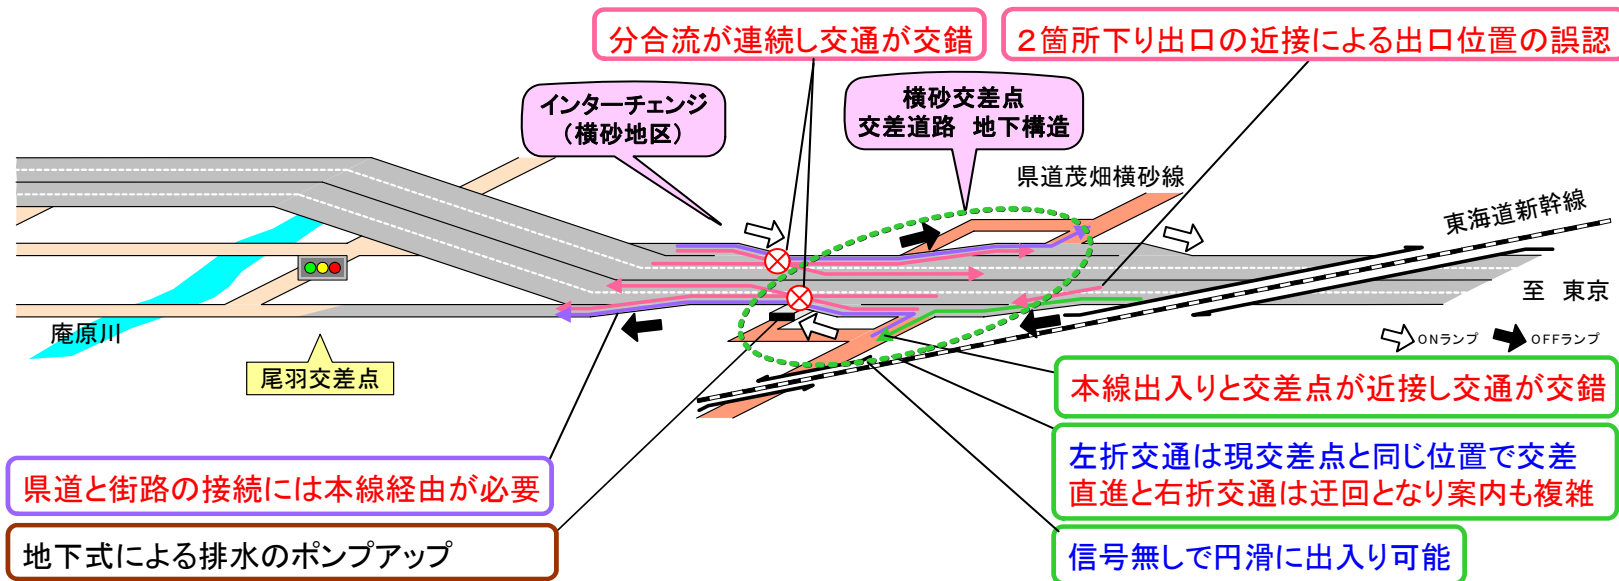 分合流が連続し交通が交錯
2箇所下り出口の近接による出口位置の誤認
インターチェンジ
(横砂地区)
横砂交差点
交差道路 地下構造
県道茂畑横砂線
東海道新幹線
至 東京
庵原川
尾羽交差点
ONランプ
OFFランプ
本線出入りと交差点が近接し交通が交錯
県道と街路の接続には本線経由が必要
左折交通は現交差点と同じ位置で交差
直進と右折交通は迂回となり案内も複雑
地下式による排水のポンプアップ
信号無しで円滑に出入り可能